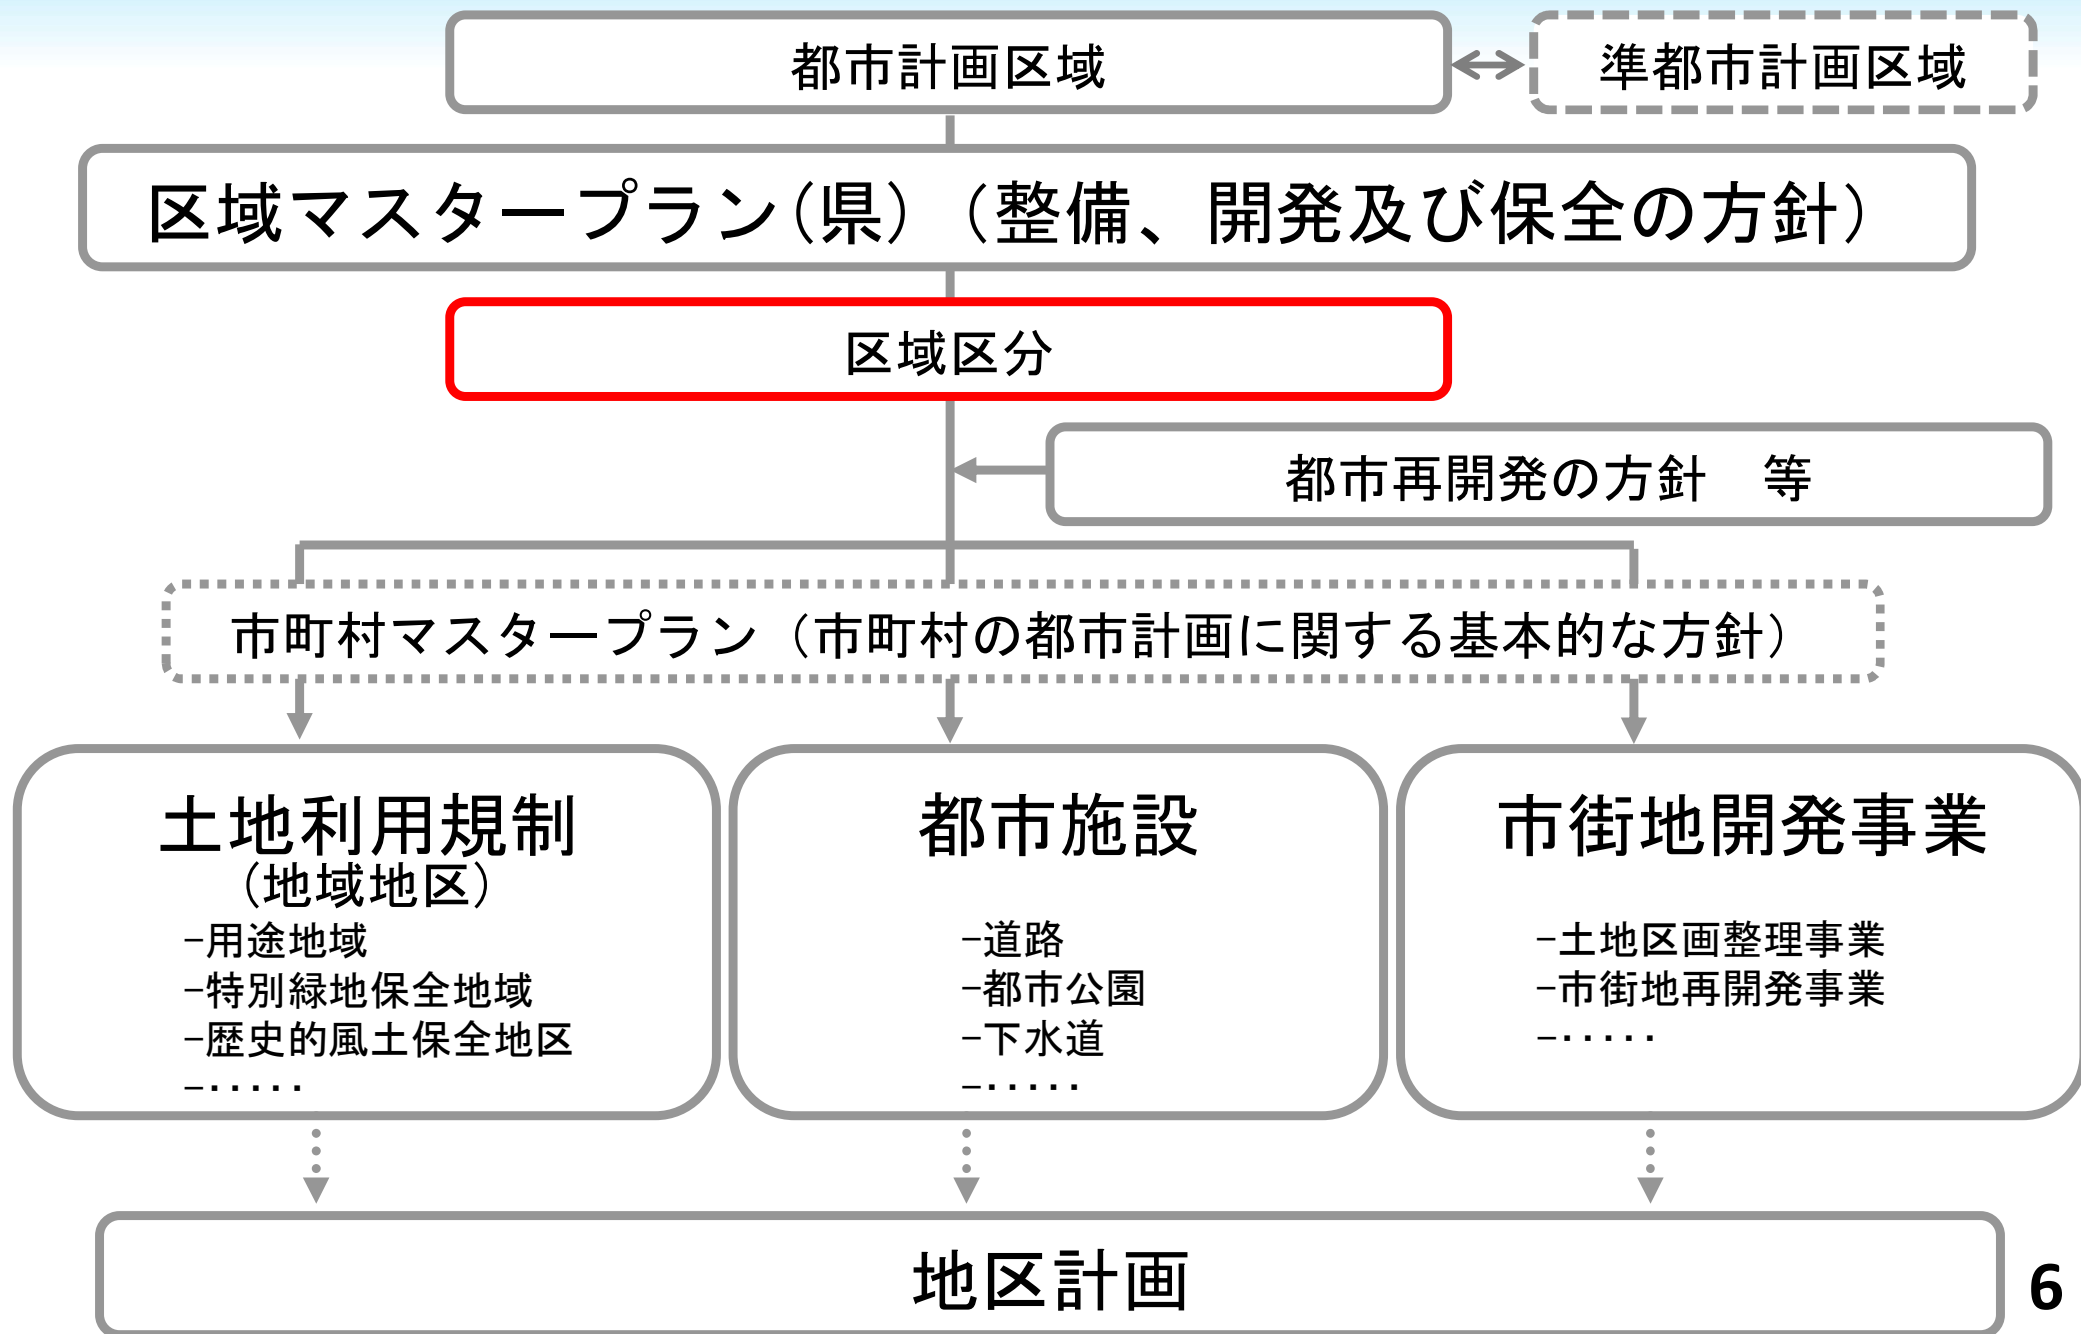 都市計画区域
準都市計画区域
区域マスタープラン（県）（整備、開発及び保全の方針）
区域区分
都市再開発の方針　等
市町村マスタープラン（市町村の都市計画に関する基本的な方針）
土地利用規制
（地域地区）
−用途地域
−特別緑地保全地域
−歴史的風土保全地区
−・・・・・
都市施設
−道路
−都市公園
−下水道
−・・・・・
市街地開発事業
−土地区画整理事業
−市街地再開発事業
−・・・・・
地区計画
6